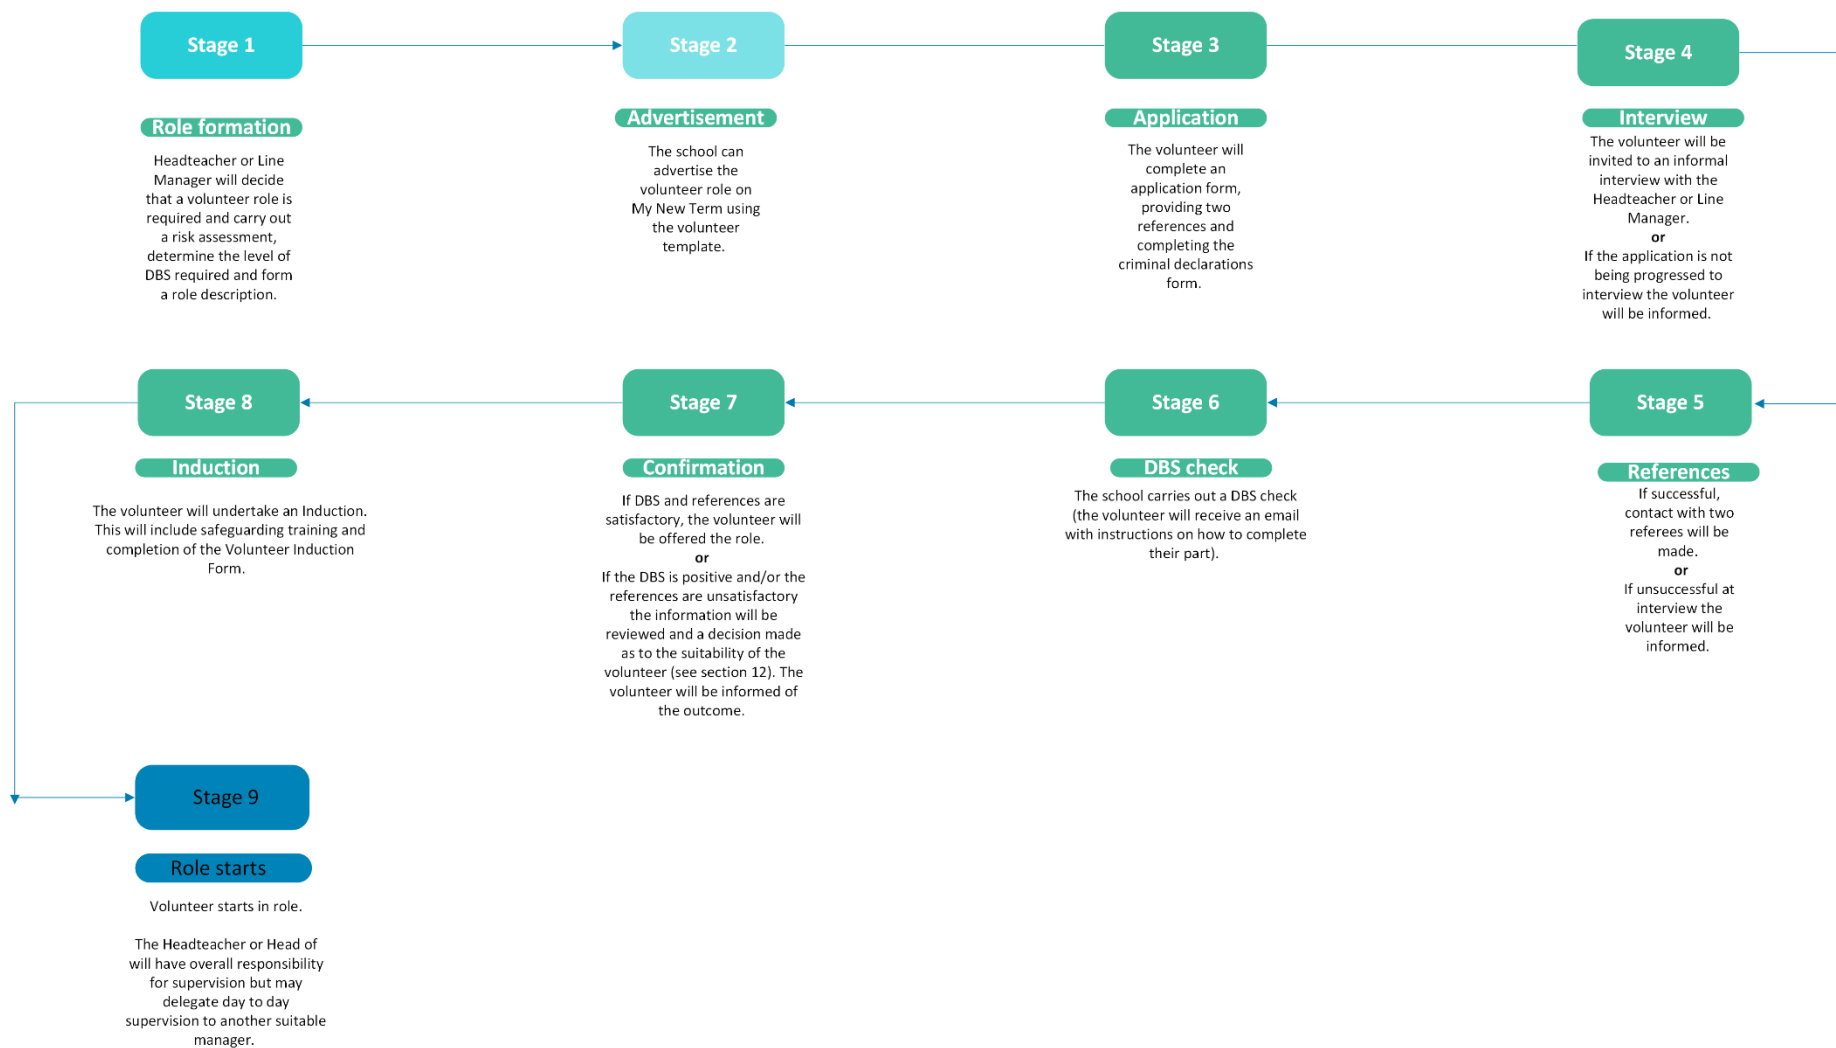 Stage 1
Stage 2
Stage 3
Stage 4
Role formation
Headteacher or Line
Manager will decide
that a volunteer role is
required and carry out
a risk assessment,
determine the level of
DBS required and form
a role description.
Advertisement
The school can
advertise the
volunteer role on
My New Term using
the volunteer
template.
Application
The volunteer will
complete an
application form,
providing two
references and
completing the
criminal declarations
form.
Interview
The volunteer will be
invited to an informal
interview with the
Headteacher or Line
Manager.
or
If the application is not
being progressed to
interview the volunteer
will be informed.
Stage 8
Stage 7
Stage 6
Stage 5
Induction
The volunteer will undertake an Induction.
This will include safeguarding training and
completion of the Volunteer Induction
Form.
Confirmation
If DBS and references are
satisfactory, the volunteer will
be offered the role.
or
If the DBS is positive and/or the
references are unsatisfactory
the information will be
reviewed and a decision made
as to the suitability of the
volunteer (see section 12). The
volunteer will be informed of
the outcome.
DBS check
The school carries out a DBS check
(the volunteer will receive an email
with instructions on how to complete
their part).
References
If successful,
contact with two
referees will be
made.
or
If unsuccessful at
interview the
volunteer will be
informed.
Stage 9
Role starts
Volunteer starts in role.
The Headteacher or Head of
will have overall responsibility
for supervision but may
delegate day to day
supervision to another suitable
manager.